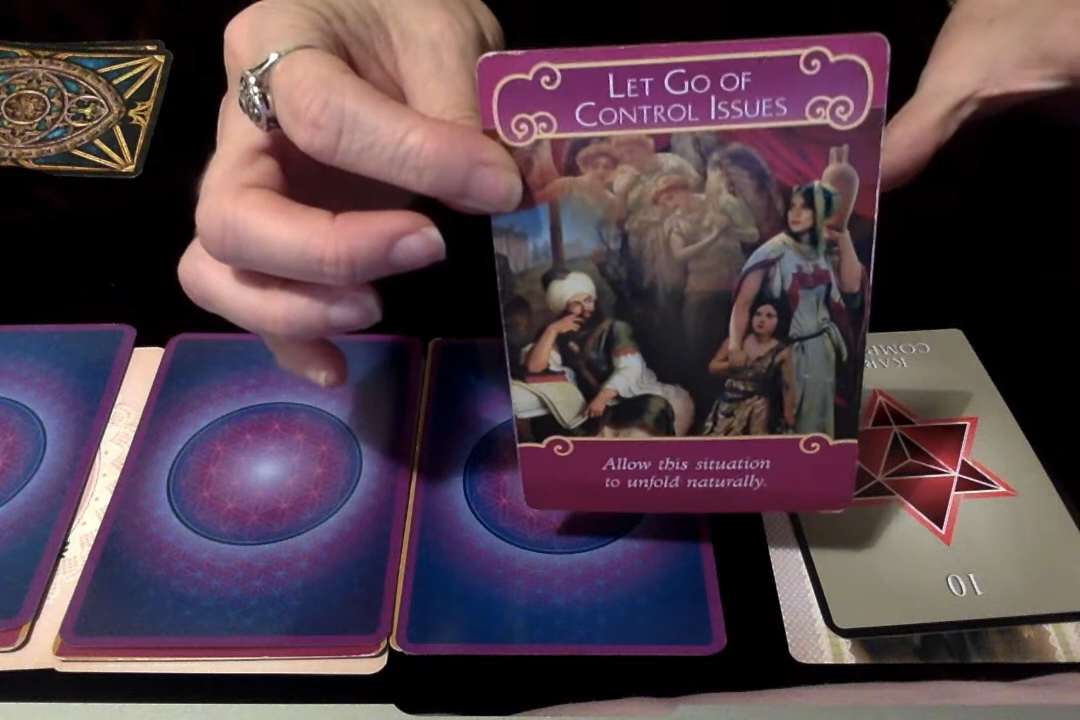 LET GO OF
CONTROL ISSUES
Allow this situation
to unfold naturally.
10